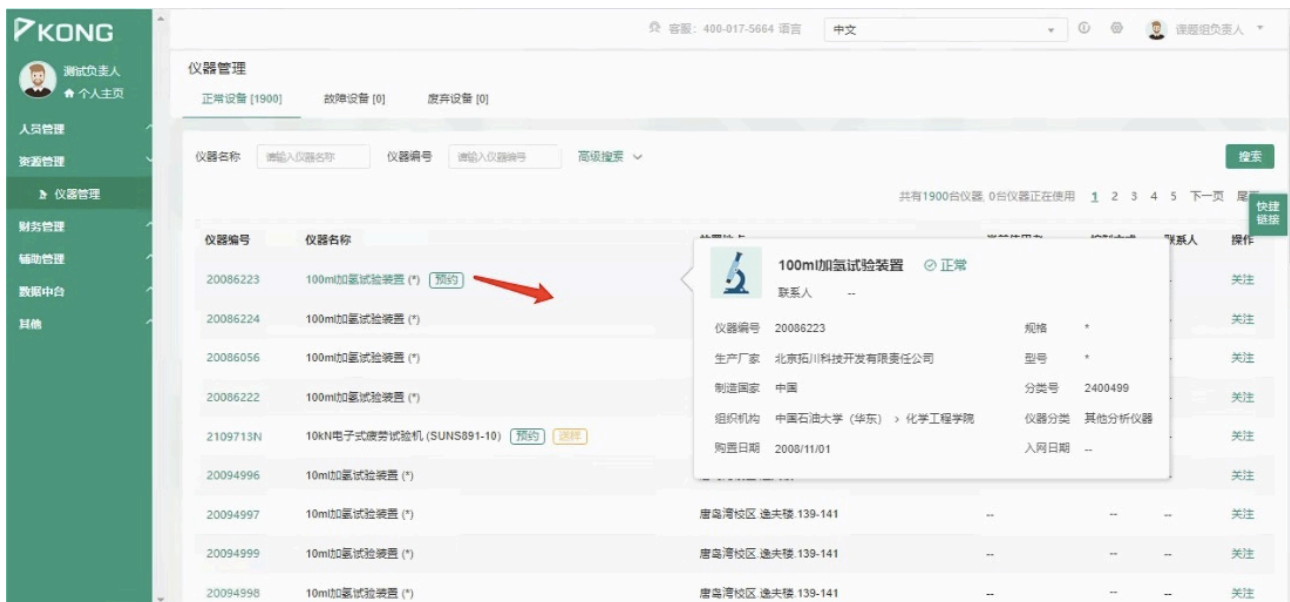 KONG
客服：400-017-5664 语言 中文 课题组负责人
测试负责人
个人主页
人员管理
资源管理
仪器管理
财务管理
辅助管理
数据中台
其他
仪器管理
正常设备 [1900] 故障设备 [0] 废弃设备 [0]
仪器名称 请输入仪器名称 仪器编号 请输入仪器编号 高级搜索 搜索
共有1900台仪器, 0台仪器正在使用 1 2 3 4 5 下一页
快捷
链接
仪器编号 仪器名称 联系人 操作
20086223 100ml加氢试验装置 (*) 预约 关注
20086224 100ml加氢试验装置 (*) 关注
20086056 100ml加氢试验装置 (*) 关注
20086222 100ml加氢试验装置 (*) 关注
2109713N 10kN电子式疲劳试验机 (SUNS891-10) 预约 送样 关注
20094996 10ml加氢试验装置 (*) 关注
20094997 10ml加氢试验装置 (*) 唐岛湾校区 逸夫楼.139-141 -- -- -- 关注
20094999 10ml加氢试验装置 (*) 唐岛湾校区 逸夫楼.139-141 -- -- -- 关注
20094998 10ml加氢试验装置 (*) 唐岛湾校区 逸夫楼.139-141 -- -- -- 关注
100ml加氢试验装置 正常
联系人 --
仪器编号 20086223 规格 *
生产厂家 北京拓川科技开发有限责任公司 型号 *
制造国家 中国 分类号 2400499
组织机构 中国石油大学（华东） > 化学工程学院 仪器分类 其他分析仪器
购置日期 2008/11/01 入网日期 --